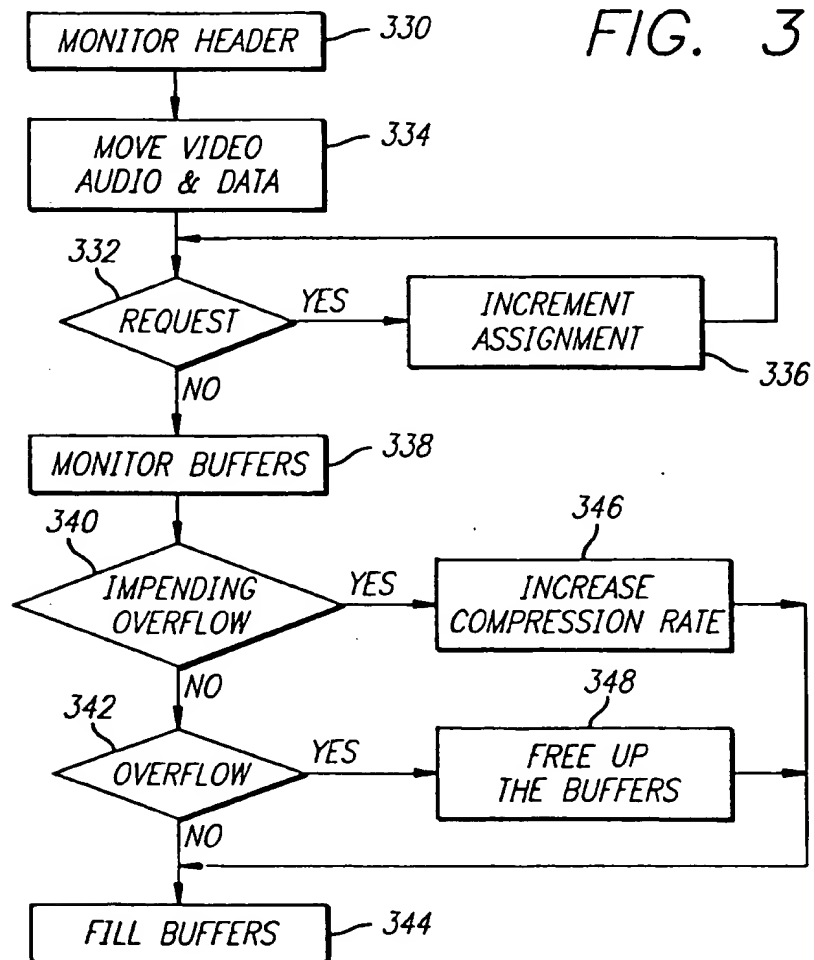 FIG. 3
MONITOR HEADER
330
MOVE VIDEO
AUDIO & DATA
334
332
REQUEST
YES
INCREMENT
ASSIGNMENT
336
NO
MONITOR BUFFERS
338
340
IMPENDING
OVERFLOW
YES
346
INCREASE
COMPRESSION RATE
NO
342
OVERFLOW
YES
348
FREE UP
THE BUFFERS
NO
FILL BUFFERS
344